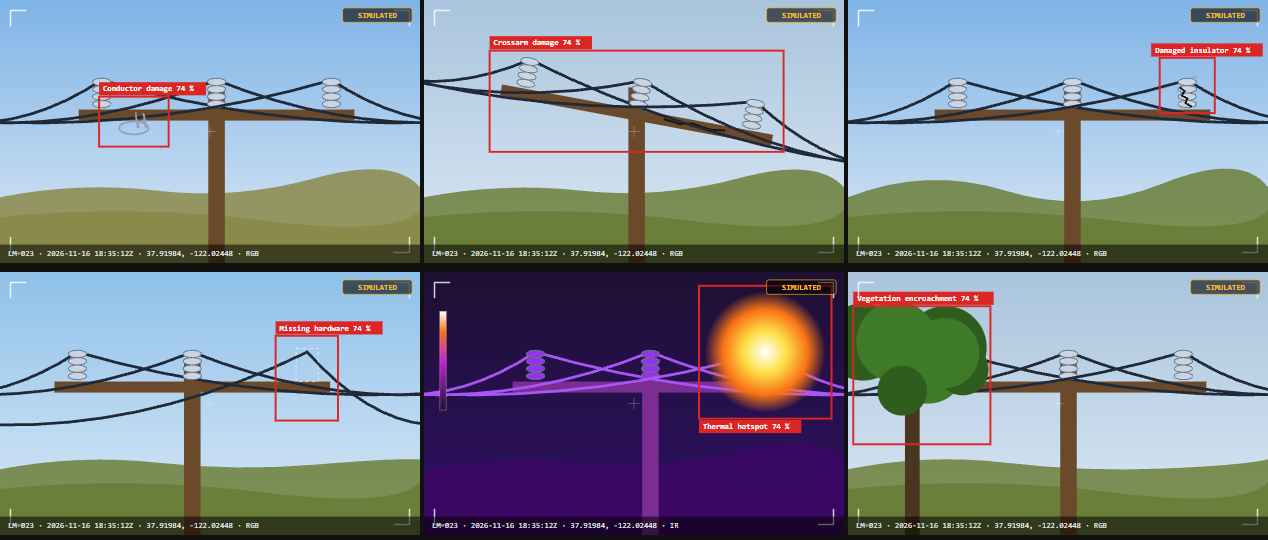 SIMULATED
Conductor damage 74 %
LM-023 · 2026-11-16 18:35:12Z · 37.91984, -122.02448 · RGB
SIMULATED
Crossarm damage 74 %
LM-023 · 2026-11-16 18:35:12Z · 37.91984, -122.02448 · RGB
SIMULATED
Damaged insulator 74 %
LM-023 · 2026-11-16 18:35:12Z · 37.91984, -122.02448 · RGB
SIMULATED
Missing hardware 74 %
LM-023 · 2026-11-16 18:35:12Z · 37.91984, -122.02448 · RGB
SIMULATED
Thermal hotspot 74 %
LM-023 · 2026-11-16 18:35:12Z · 37.91984, -122.02448 · IR
SIMULATED
Vegetation encroachment 74 %
LM-023 · 2026-11-16 18:35:12Z · 37.91984, -122.02448 · RGB